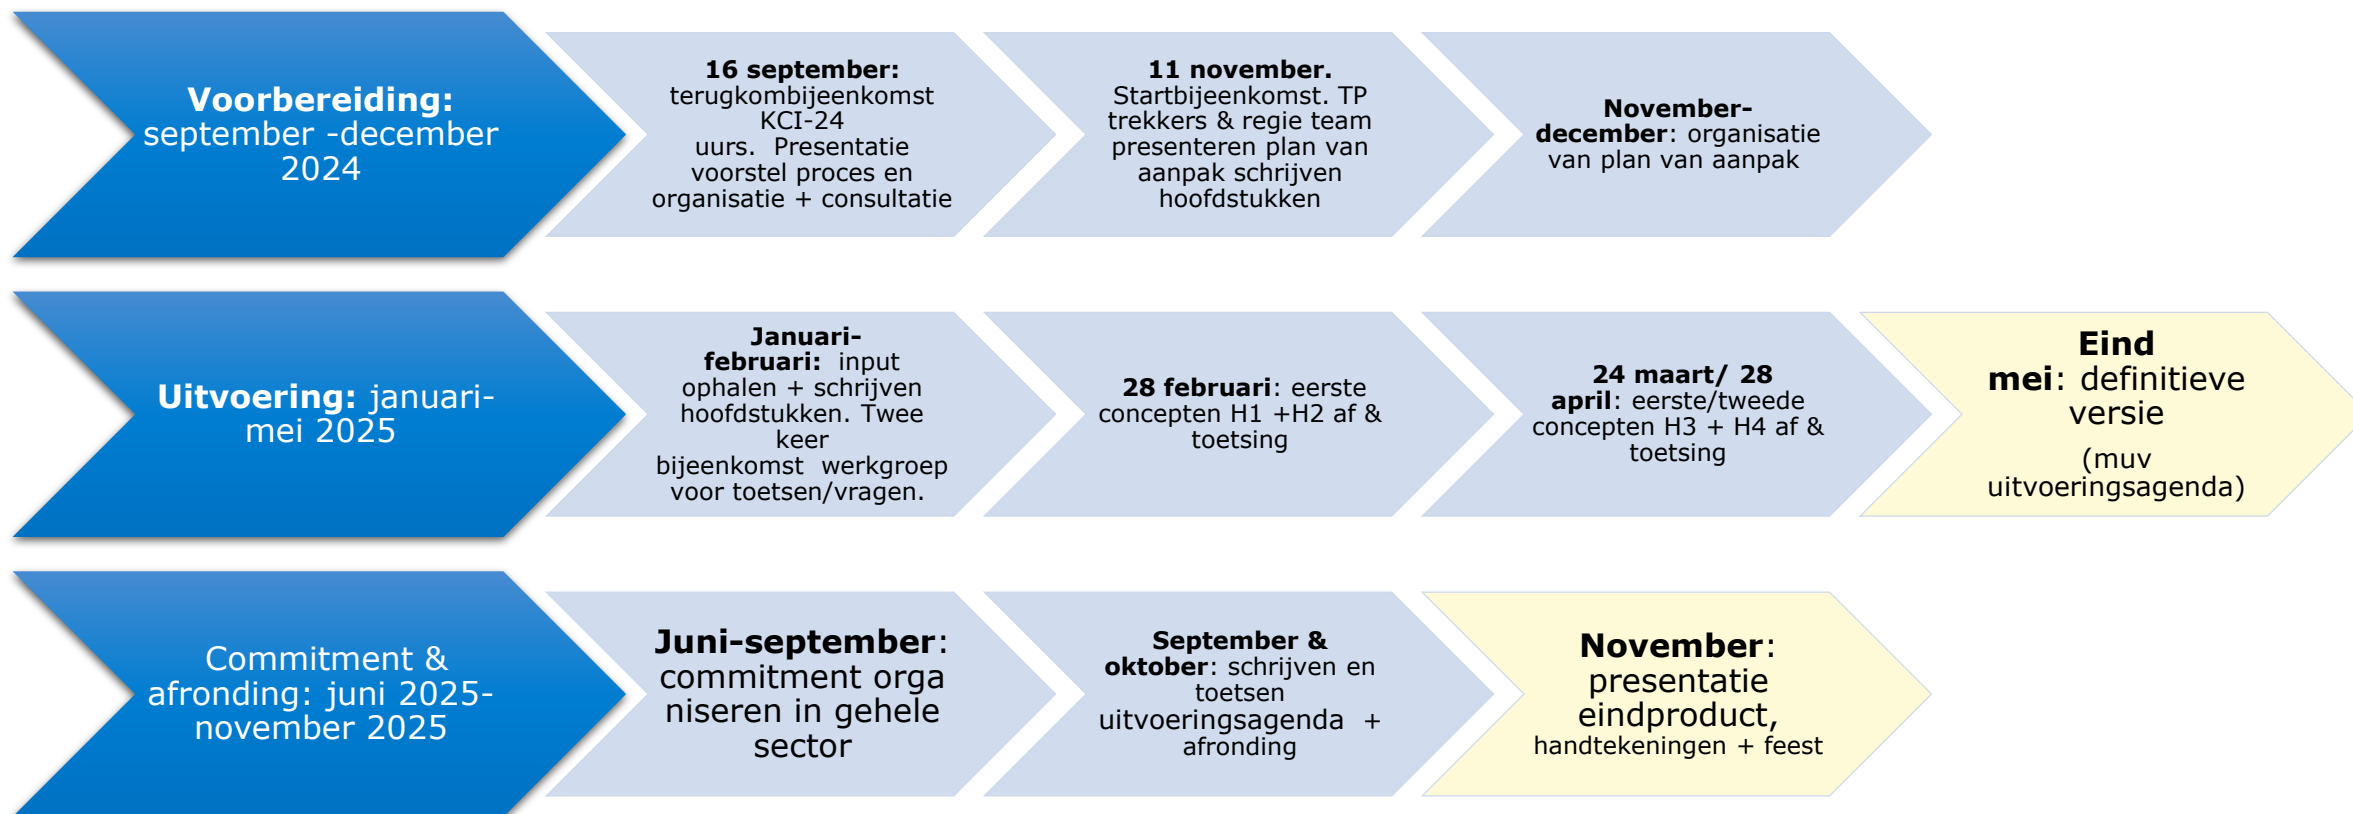 Voorbereiding:
september -december
2024
16 september:
terugkombijeenkomst
KCI-24
uurs.  Presentatie
voorstel proces en
organisatie + consultatie
11 november.
Startbijeenkomst. TP
trekkers & regie team
presenteren plan van
aanpak schrijven
hoofdstukken
November-
december: organisatie
van plan van aanpak
Uitvoering: januari-
mei 2025
Januari-
februari:  input
ophalen + schrijven
hoofdstukken. Twee
keer
bijeenkomst  werkgroep
voor toetsen/vragen.
28 februari: eerste
concepten H1 +H2 af &
toetsing
24 maart/ 28
april: eerste/tweede
concepten H3 + H4 af &
toetsing
Eind
mei: definitieve
versie
(muv
uitvoeringsagenda)
Commitment &
afronding: juni 2025-
november 2025
Juni-september:
commitment orga
niseren in gehele
sector
September &
oktober: schrijven en
toetsen
uitvoeringsagenda  +
afronding
November:
presentatie
eindproduct,
handtekeningen + feest